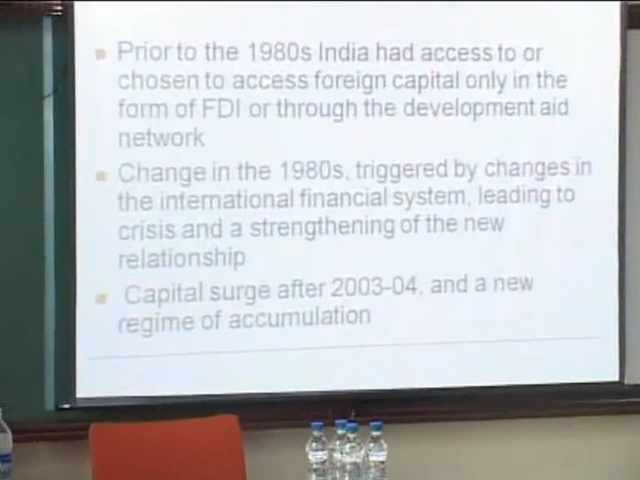 Prior to the 1980s India had access to or
chosen to access foreign capital only in the
form of FDI or through the development aid
network
Change in the 1980s, triggered by changes in
the international financial system, leading to
crisis and a strengthening of the new
relationship
Capital surge after 2003-04, and a new
regime of accumulation